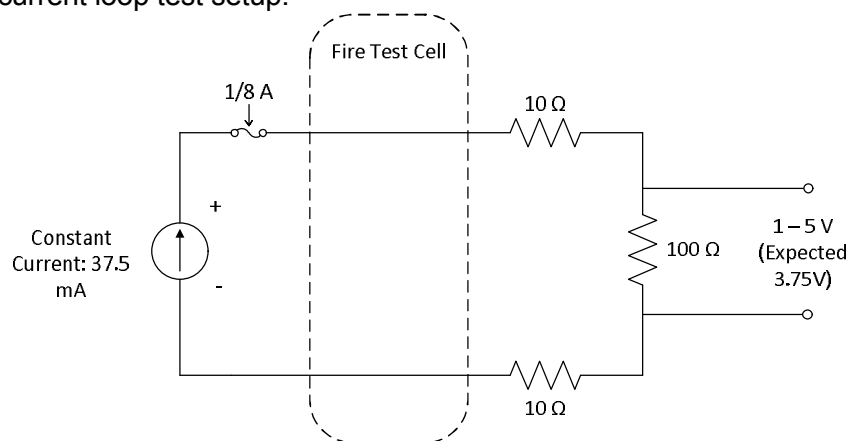 current loop test setup.
Fire Test Cell
1/8 A
10 Ω
+
Constant
Current: 37.5
mA
-
100 Ω
1 – 5 V
(Expected
3.75V)
10 Ω